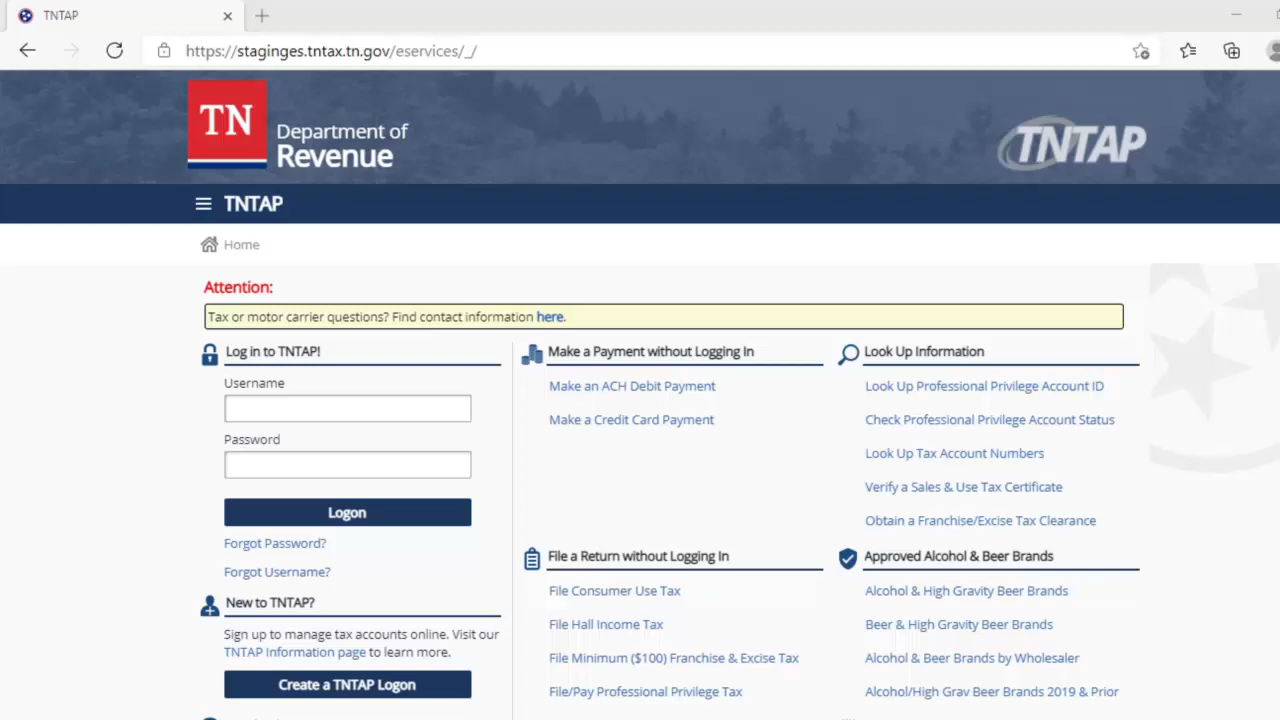 TNTAP
https://staginges.tntax.tn.gov/eservices/_/
TN
Department of
Revenue
TNTAP
TNTAP
Home
Attention:
Tax or motor carrier questions? Find contact information here.
Log in to TNTAP!
Username
Password
Logon
Forgot Password?
Forgot Username?
New to TNTAP?
Sign up to manage tax accounts online. Visit our
TNTAP Information page to learn more.
Create a TNTAP Logon
Make a Payment without Logging In
Make an ACH Debit Payment
Make a Credit Card Payment
File a Return without Logging In
File Consumer Use Tax
File Hall Income Tax
File Minimum ($100) Franchise & Excise Tax
File/Pay Professional Privilege Tax
Look Up Information
Look Up Professional Privilege Account ID
Check Professional Privilege Account Status
Look Up Tax Account Numbers
Verify a Sales & Use Tax Certificate
Obtain a Franchise/Excise Tax Clearance
Approved Alcohol & Beer Brands
Alcohol & High Gravity Beer Brands
Beer & High Gravity Beer Brands
Alcohol & Beer Brands by Wholesaler
Alcohol/High Grav Beer Brands 2019 & Prior